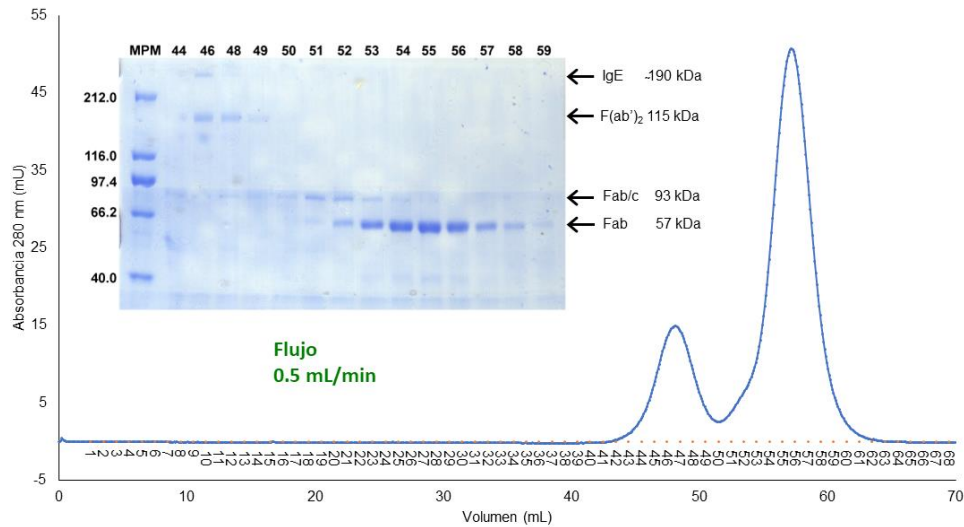 55
45
35
25
15
5
-5
Absorbancia 280 nm (mU)
MPM 44 46 48 49 50 51 52 53 54 55 56 57 58 59
212.0
116.0
97.4
66.2
40.0
IgE -190 kDa
F(ab')₂ 115 kDa
Fab/c 93 kDa
Fab 57 kDa
Flujo
0.5 mL/min
1 2 3 4 5 6 7 8 9 10 11 12 13 14 15 16 17 18 19 20 21 22 23 24 25 26 27 28 29 30 31 32 33 34 35 36 37 38 39 40 41 42 43 44 45 46 47 48 49 50 51 52 53 54 55 56 57 58 59 60 61 62 63 64 65 66 67 68
0 10 20 30 40 50 60 70
Volumen (mL)